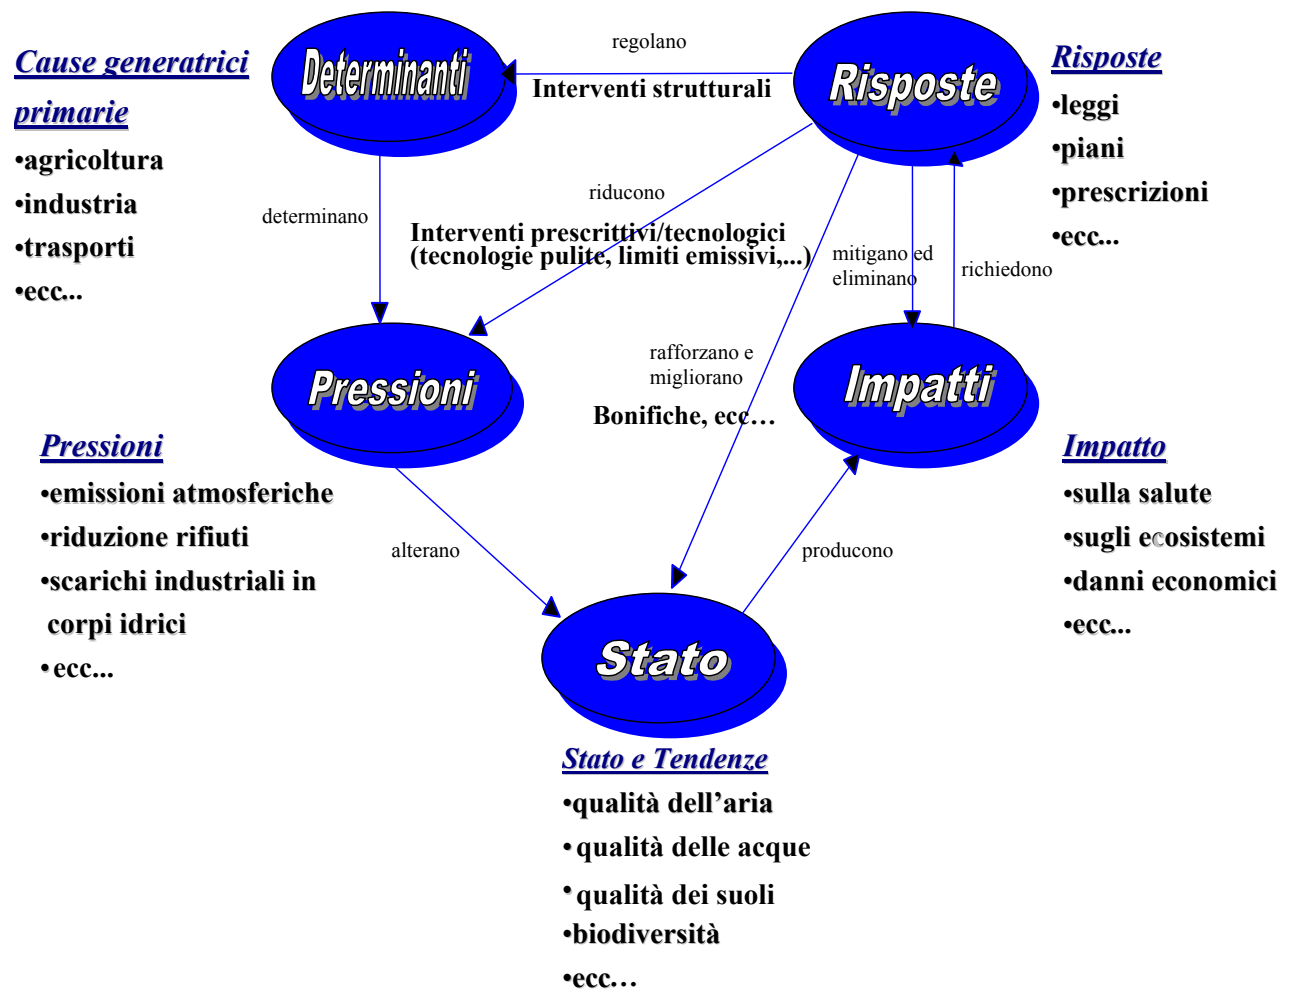 Cause generatrici
primarie
•agricoltura
•industria
•trasporti
•ecc...
Determinanti
regolano
Interventi strutturali
Risposte
Risposte
•leggi
•piani
•prescrizioni
•ecc...
determinano
riducono
Interventi prescrittivi/tecnologici
(tecnologie pulite, limiti emissivi,...)
mitigano ed
eliminano
richiedono
rafforzano e
migliorano
Bonifiche, ecc…
Pressioni
Impatti
Pressioni
•emissioni atmosferiche
•riduzione rifiuti
•scarichi industriali in
corpi idrici
• ecc...
alterano
producono
Impatto
•sulla salute
•sugli ecosistemi
•danni economici
•ecc...
Stato
Stato e Tendenze
•qualità dell’aria
• qualità delle acque
• qualità dei suoli
•biodiversità
•ecc…